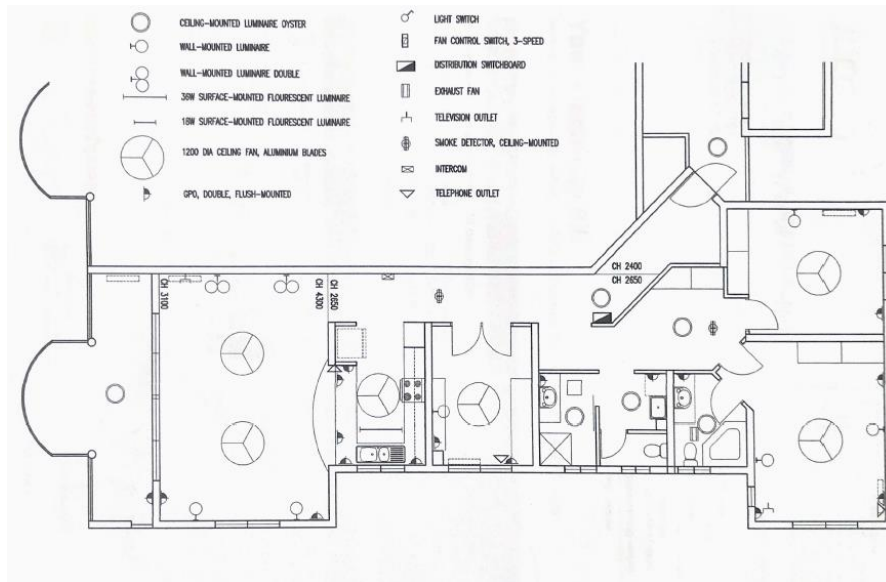 CEILING-MOUNTED LUMINAIRE OYSTER
WALL-MOUNTED LUMINAIRE
WALL-MOUNTED LUMINAIRE DOUBLE
36W SURFACE-MOUNTED FLOURESCENT LUMINAIRE
18W SURFACE-MOUNTED FLOURESCENT LUMINAIRE
1200 DIA CEILING FAN, ALUMINIUM BLADES
GPO, DOUBLE, FLUSH-MOUNTED
LIGHT SWITCH
FAN CONTROL SWITCH, 3-SPEED
DISTRIBUTION SWITCHBOARD
EXHAUST FAN
TELEVISION OUTLET
SMOKE DETECTOR, CEILING-MOUNTED
INTERCOM
TELEPHONE OUTLET
CH 2400
CH 2650
CH 3100
CH 4300
CH 2650